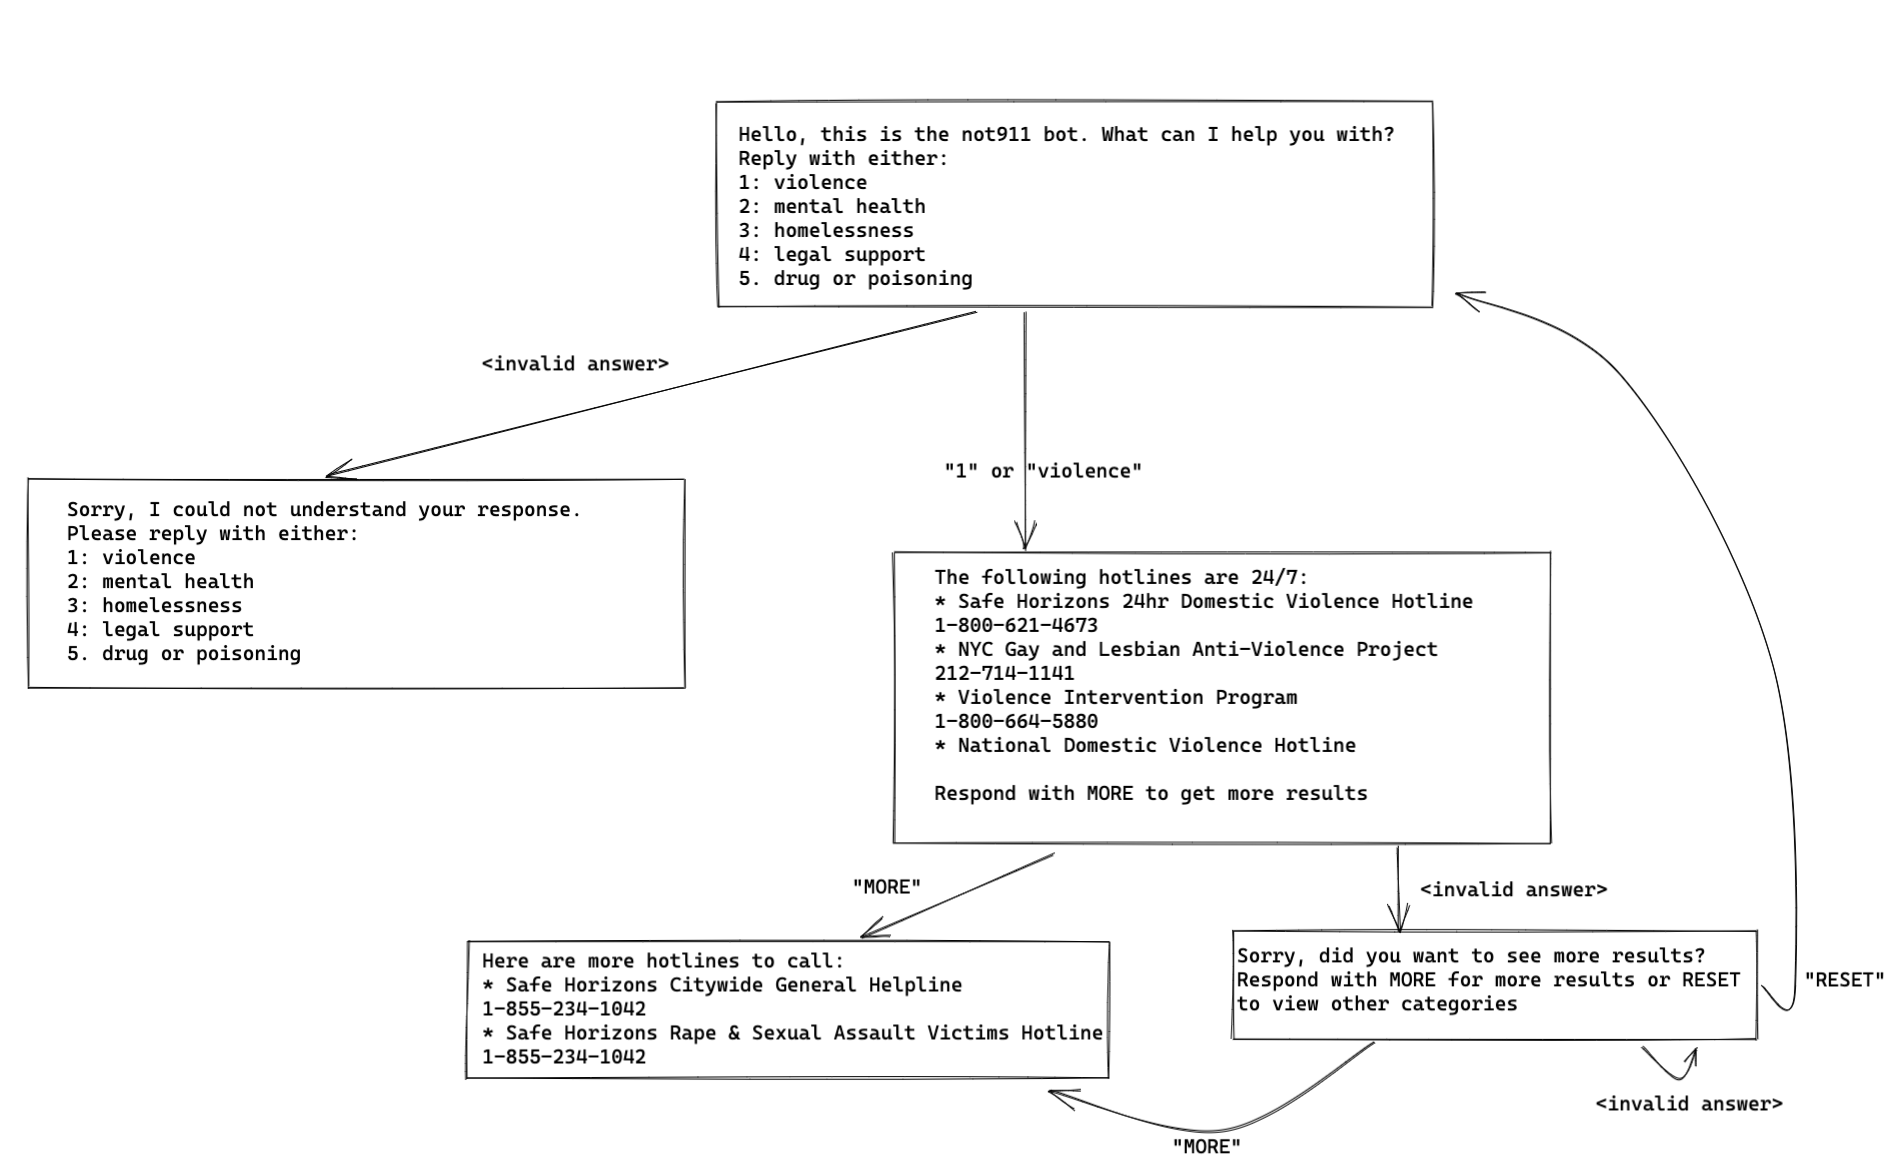 Hello, this is the not911 bot. What can I help you with?
Reply with either:
1: violence
2: mental health
3: homelessness
4: legal support
5. drug or poisoning
<invalid answer>
"1" or "violence"
Sorry, I could not understand your response.
Please reply with either:
1: violence
2: mental health
3: homelessness
4: legal support
5. drug or poisoning
The following hotlines are 24/7:
* Safe Horizons 24hr Domestic Violence Hotline
1-800-621-4673
* NYC Gay and Lesbian Anti-Violence Project
212-714-1141
* Violence Intervention Program
1-800-664-5880
* National Domestic Violence Hotline
Respond with MORE to get more results
"MORE"
<invalid answer>
Here are more hotlines to call:
* Safe Horizons Citywide General Helpline
1-855-234-1042
* Safe Horizons Rape & Sexual Assault Victims Hotline
1-855-234-1042
Sorry, did you want to see more results?
Respond with MORE for more results or RESET
to view other categories
"RESET"
<invalid answer>
"MORE"